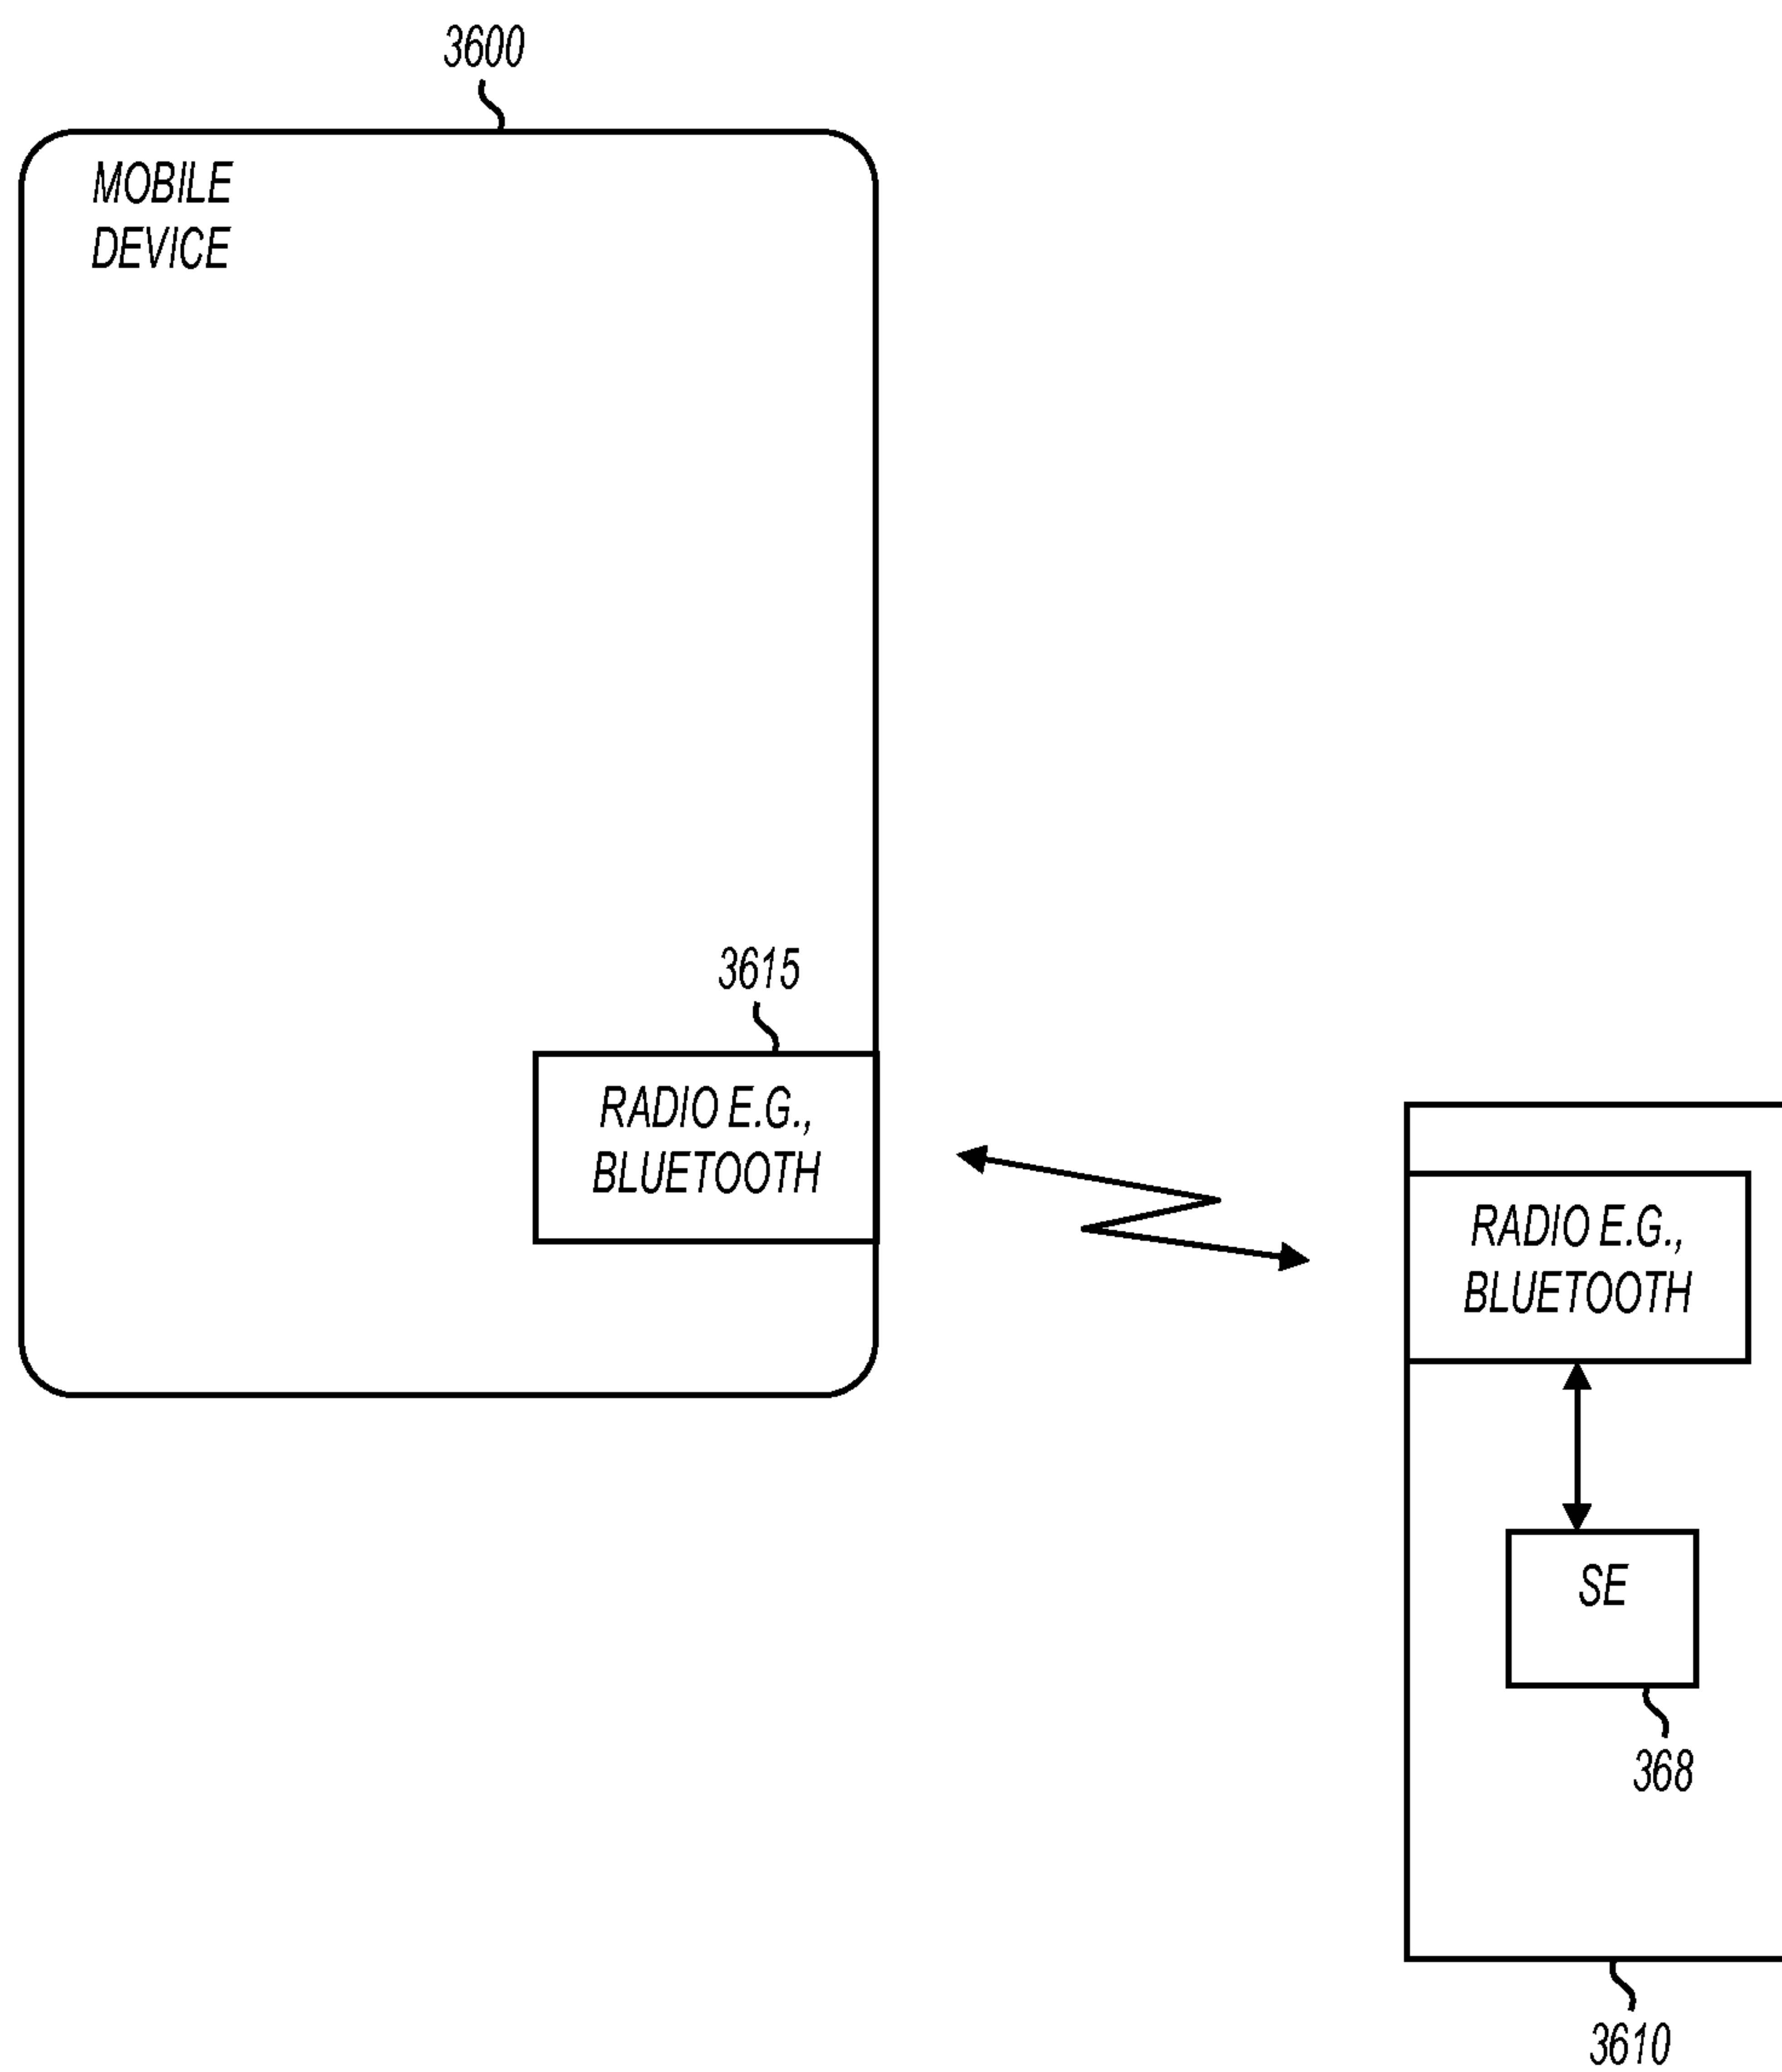 3600
MOBILE
DEVICE
3615
RADIO E.G.,
BLUETOOTH
RADIO E.G.,
BLUETOOTH
SE
368
3610